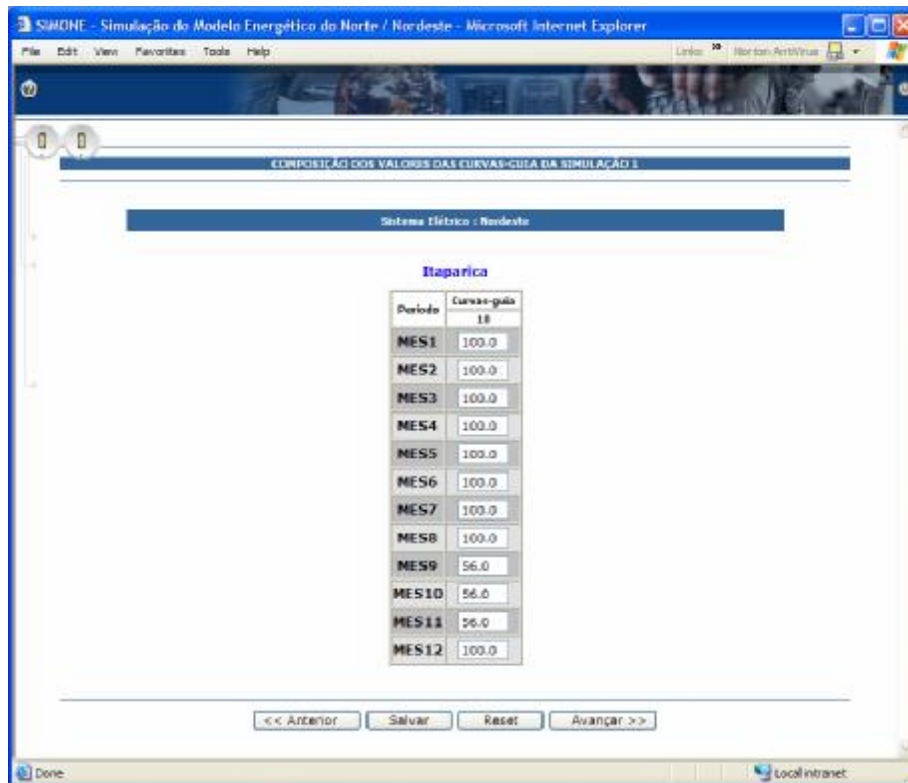 SIMONE - Simulação do Modelo Energético do Norte / Nordeste - Microsoft Internet Explorer
File Edit View Favorites Tools Help Links » Norton AntiVirus
COMPOSIÇÃO DOS VALORES DAS CURVAS-GUIA DA SIMULAÇÃO 1
Sistema Elétrico : Nordeste
Itaparica
Período Curvas-guia
18
MES1 100.0
MES2 100.0
MES3 100.0
MES4 100.0
MES5 100.0
MES6 100.0
MES7 100.0
MES8 100.0
MES9 56.0
MES10 56.0
MES11 56.0
MES12 100.0
<< Anterior Salvar Reset Avançar >>
Done Local intranet